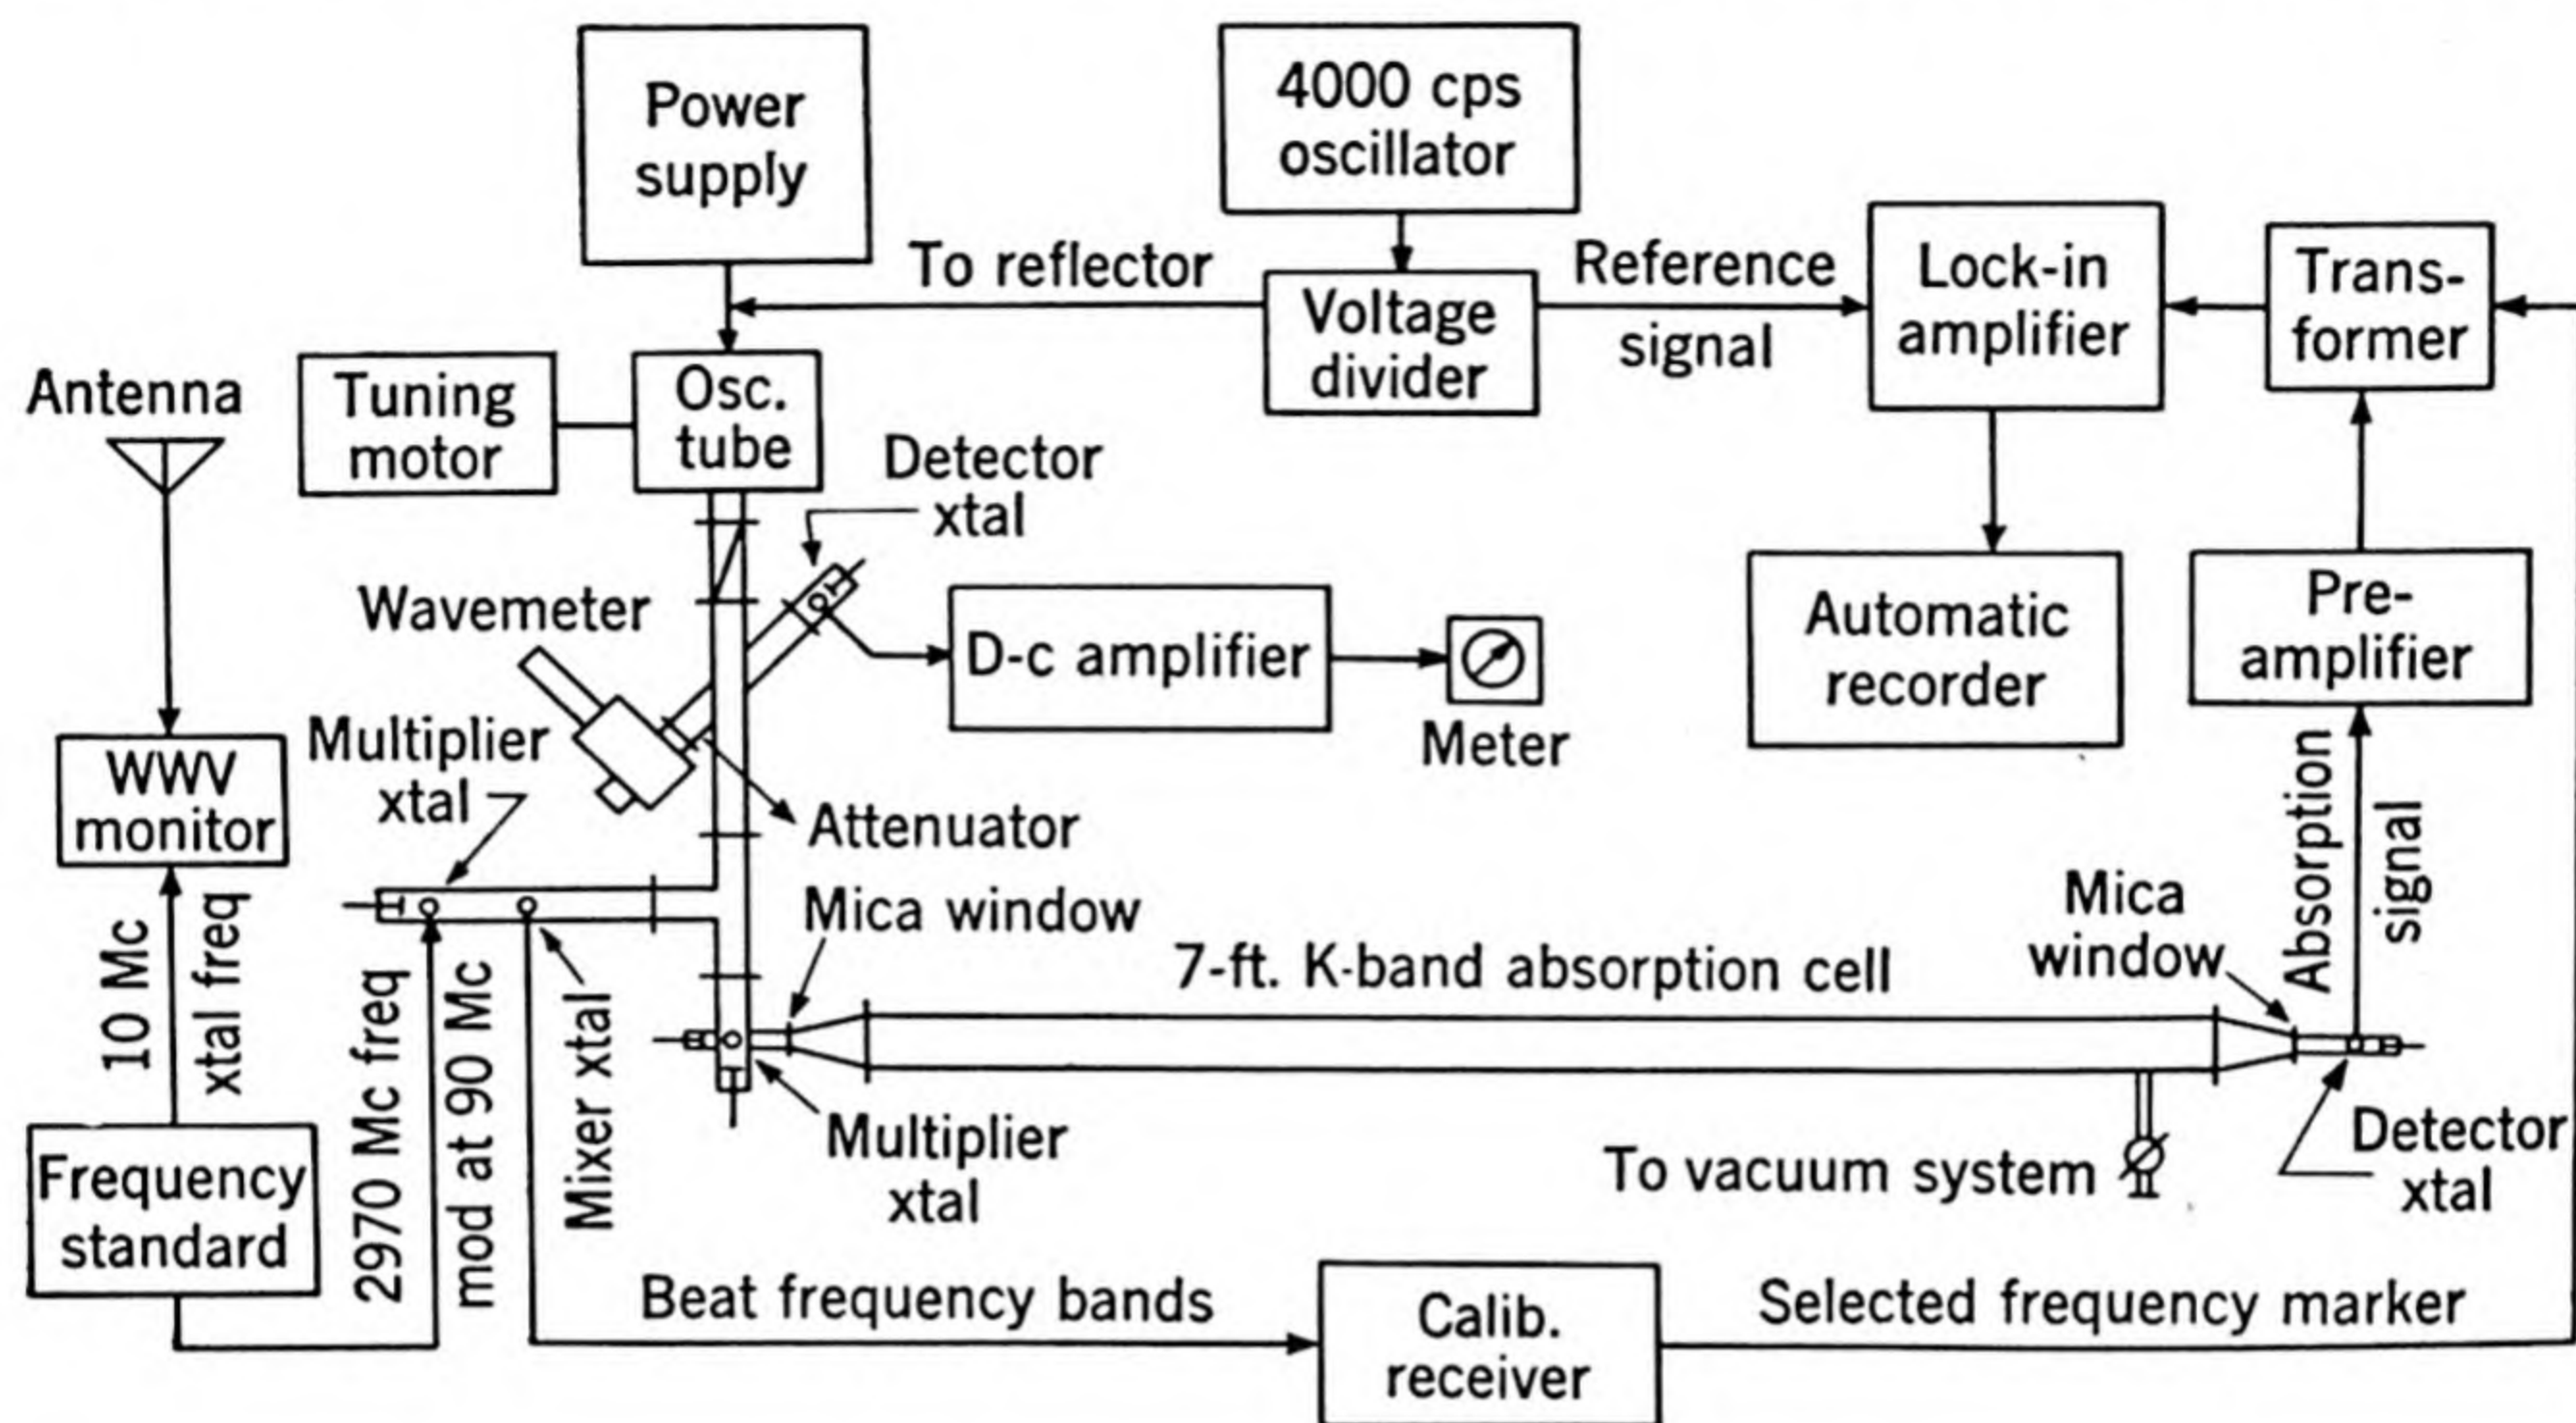 Power
supply
4000 cps
oscillator
To reflector
Voltage
divider
Reference
signal
Lock-in
amplifier
Trans-
former
Antenna
Tuning
motor
Osc.
tube
Detector
xtal
Wavemeter
D-c amplifier
Meter
Automatic
recorder
Pre-
amplifier
WWV
monitor
Multiplier
xtal
Attenuator
Mica window
7-ft. K-band absorption cell
Mica
window
Absorption
signal
10 Mc
xtal freq
2970 Mc freq
mod at 90 Mc
Mixer xtal
Multiplier
xtal
To vacuum system
Detector
xtal
Frequency
standard
Beat frequency bands
Calib.
receiver
Selected frequency marker